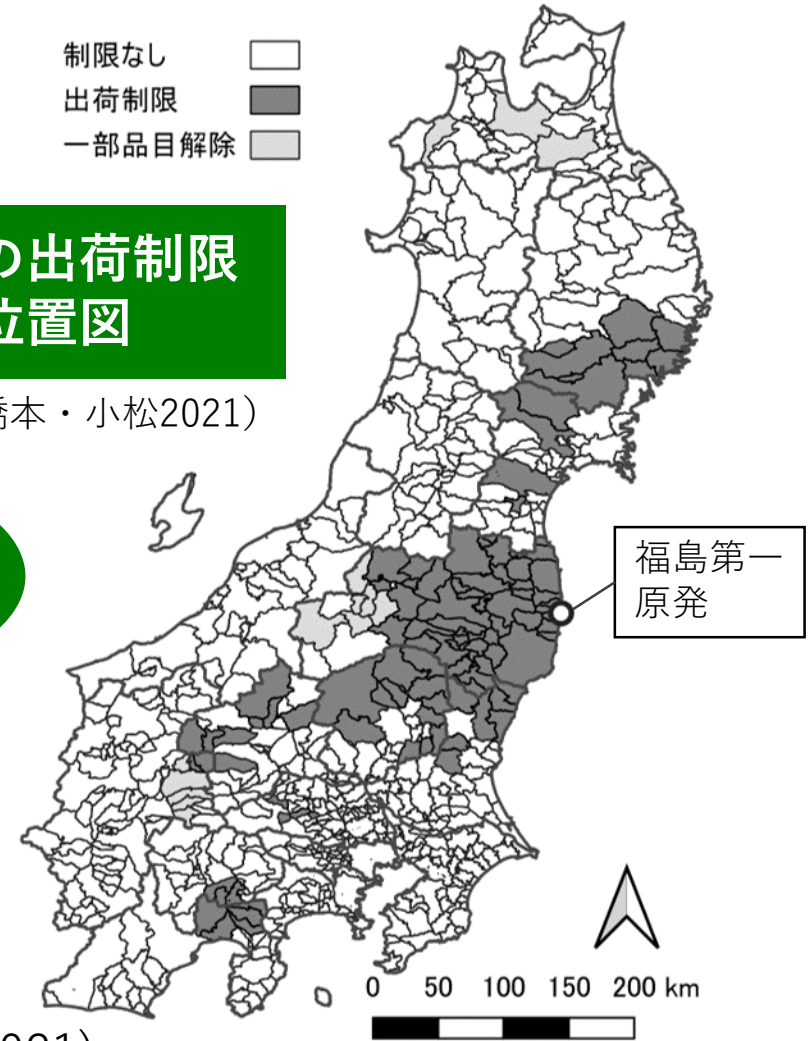 制限なし
出荷制限
一部品目解除
の出荷制限
位置図
本・小松2021）
福島第一
原発
0 50 100 150 200 km
021）